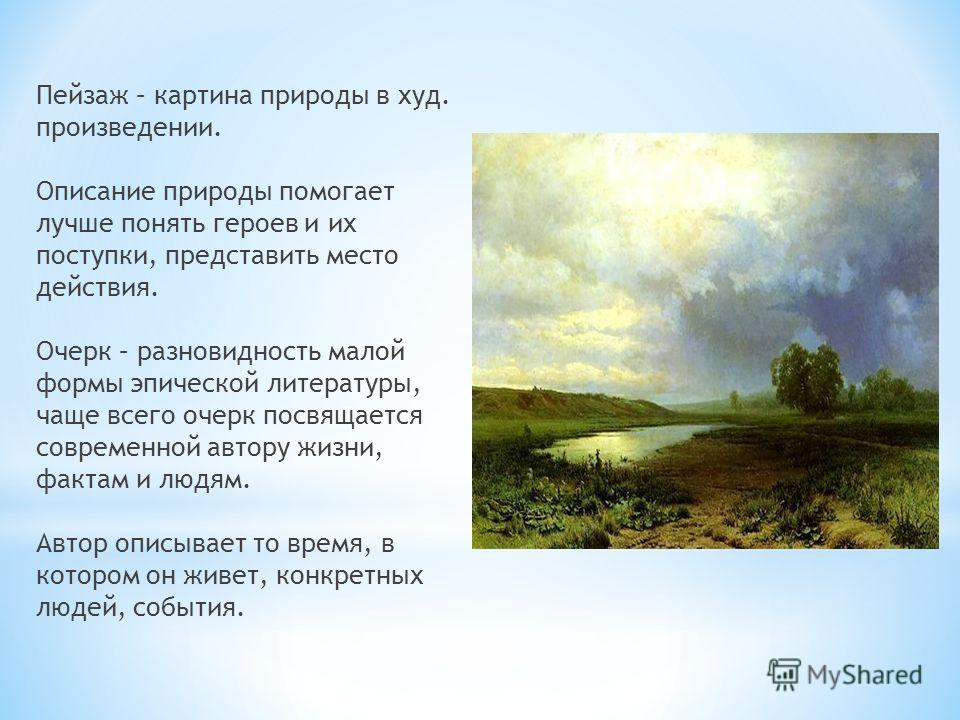 Пейзаж – картина природы в худ.
произведении.
Описание природы помогает
лучше понять героев и их
поступки, представить место
действия.
Очерк – разновидность малой
формы эпической литературы,
чаще всего очерк посвящается
современной автору жизни,
фактам и людям.
Автор описывает то время, в
котором он живет, конкретных
людей, события.
MyShared